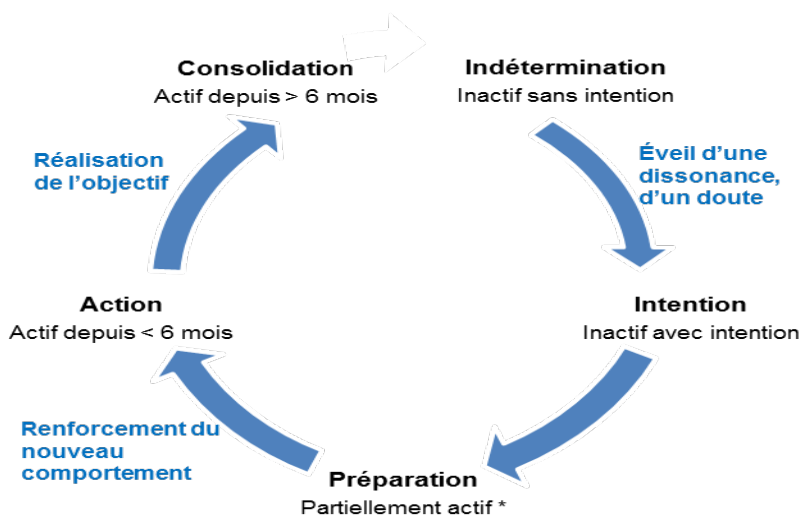 Consolidation
Actif depuis > 6 mois
Indétermination
Inactif sans intention
Éveil d’une
dissonance,
d’un doute
Intention
Inactif avec intention
Préparation
Partiellement actif *
Renforcement du
nouveau
comportement
Action
Actif depuis < 6 mois
Réalisation
de l’objectif